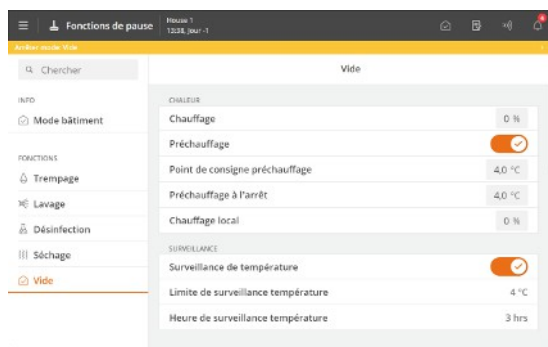 Fonctions de pause
House 1
12:38, Jour -1
Arrêter mode Vide
Chercher
Vide
INFO
Mode bâtiment
FONCTIONS
Trempage
Lavage
Désinfection
Séchage
Vide
CHALEUR
Chauffage 0 %
Préchauffage
Point de consigne préchauffage 4,0 °C
Préchauffage à l'arrêt 4,0 °C
Chauffage local 0 %
SURVEILLANCE
Surveillance de température
Limite de surveillance température 4 °C
Heure de surveillance température 3 hrs